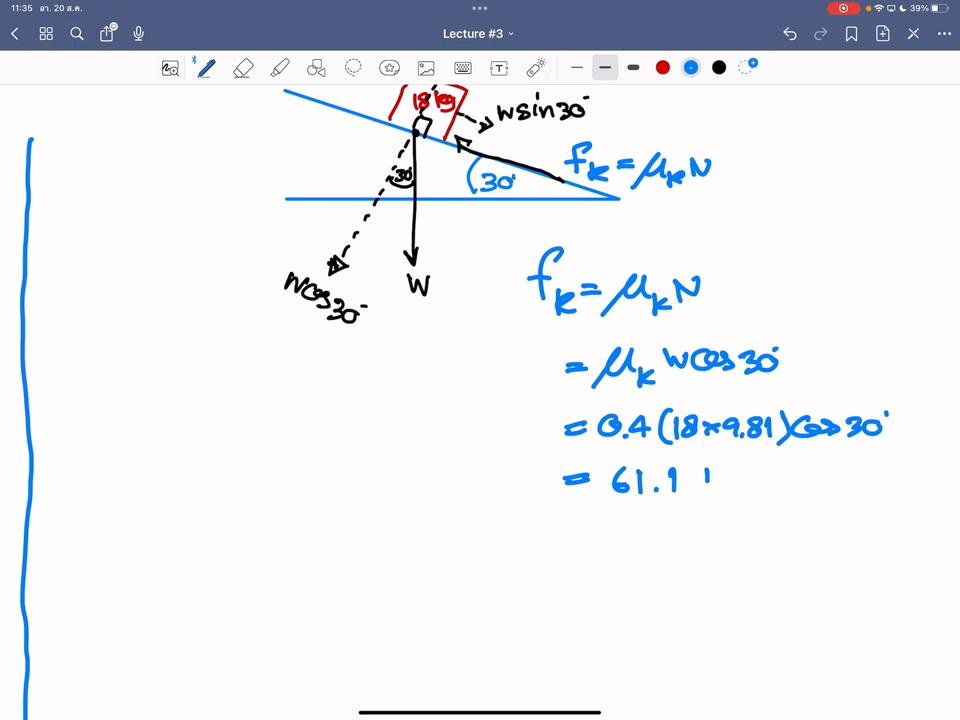 11:35 อา. 20 ส.ค.
39%
Lecture #3
18 kg
Wsin30°
30°
30°
fk = μkN
W
Wcos30°
fk = μkN
= μk Wcos30°
= 0.4(18×9.81)cos30°
= 61.1